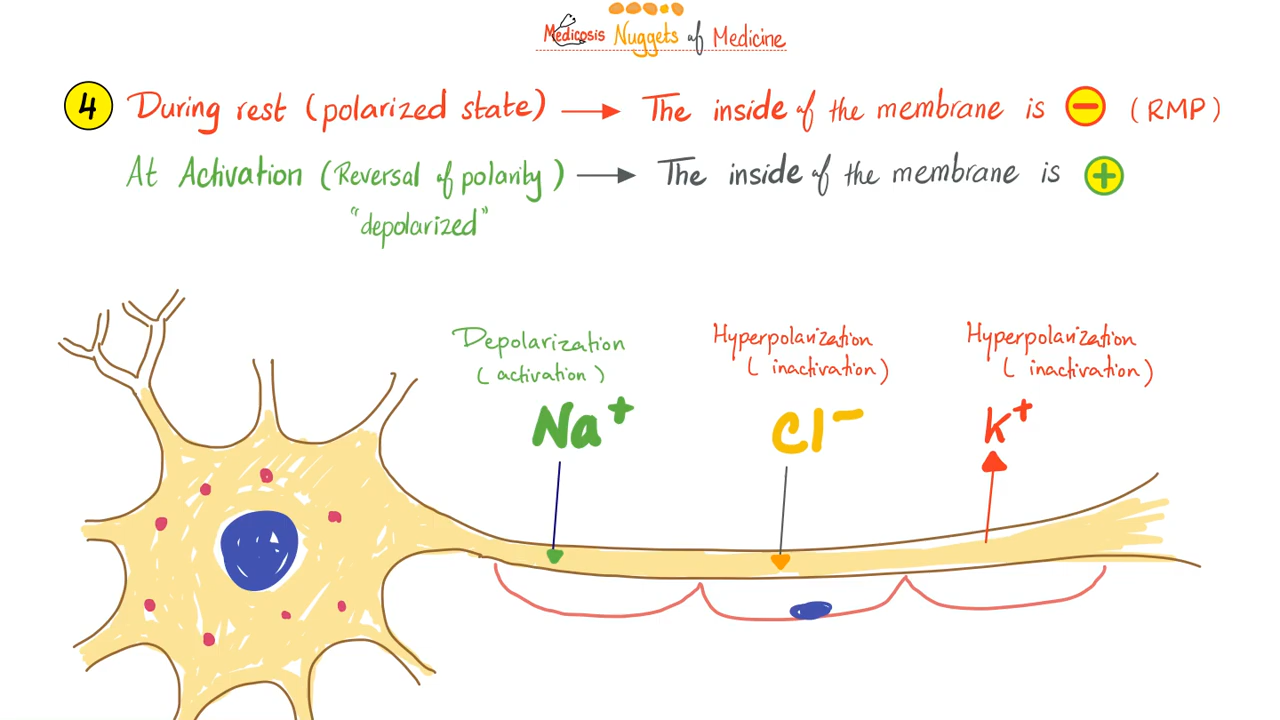 Medicosis Nuggets of Medicine
4 During rest (polarized state) → The inside of the membrane is − (RMP)
At Activation (Reversal of polarity) → The inside of the membrane is +
"depolarized"
Depolarization
(activation)
Na+
Hyperpolarization
(inactivation)
Cl−
Hyperpolarization
(inactivation)
K+